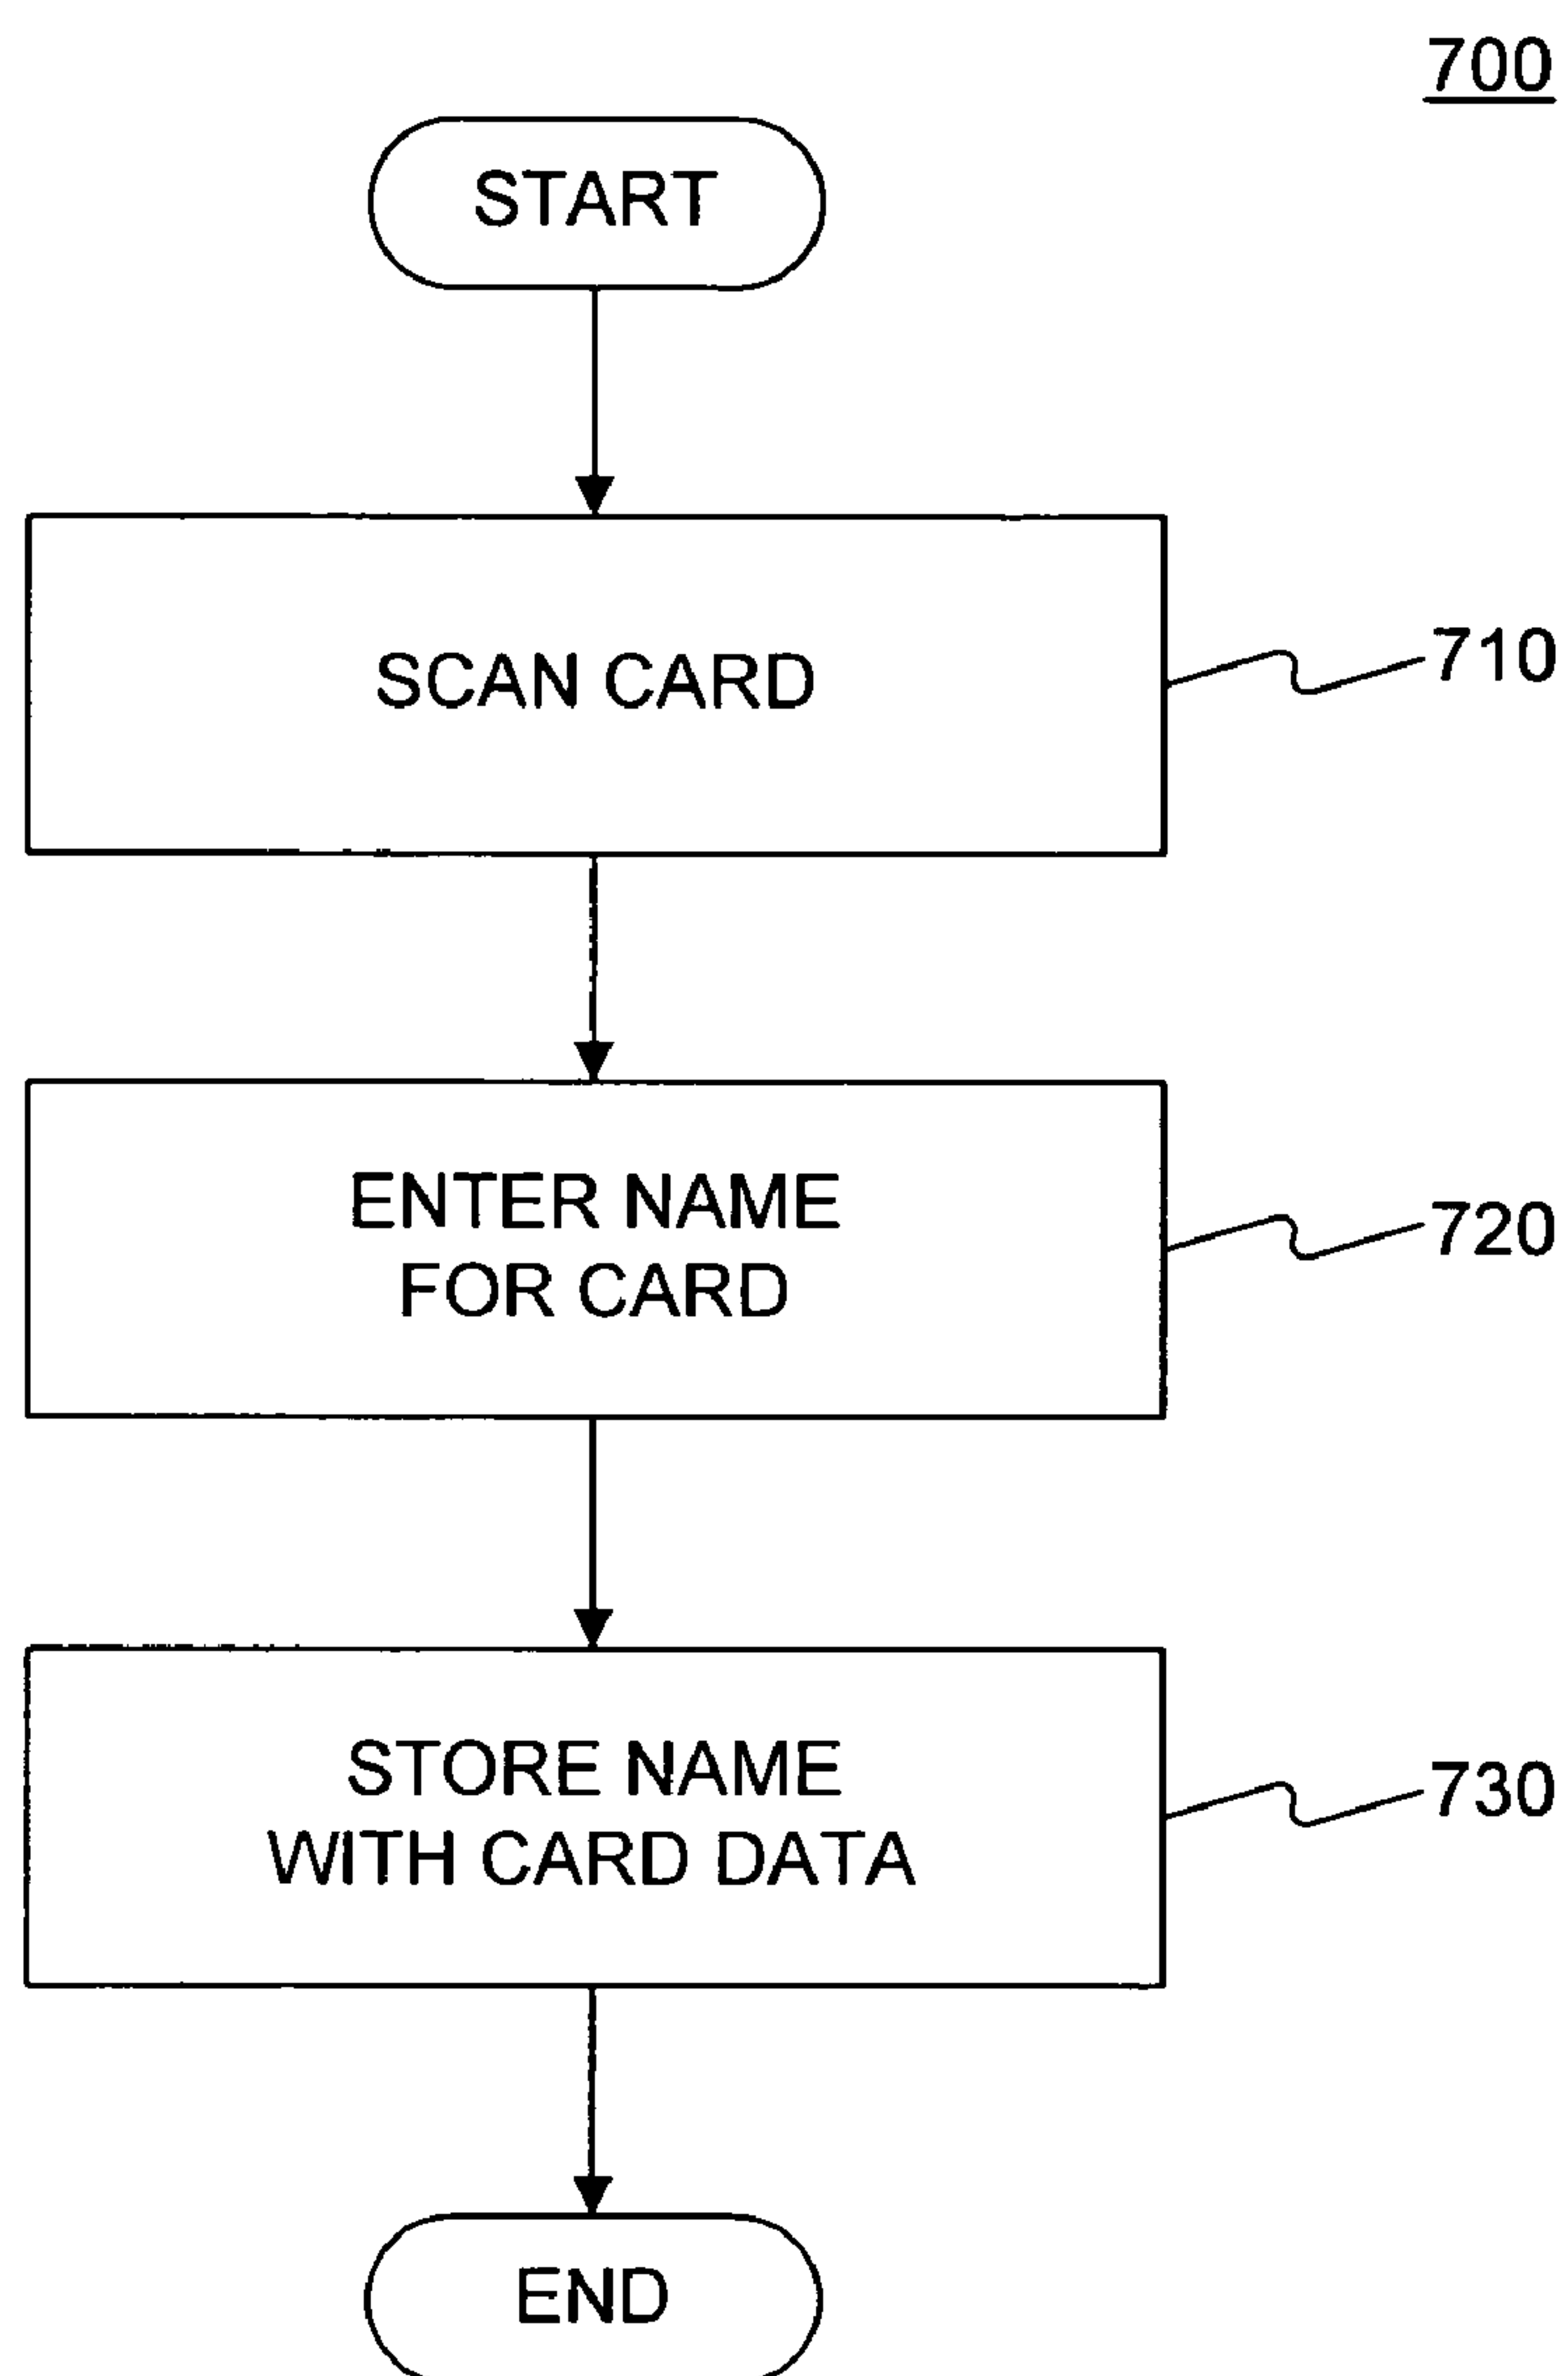 700
START
SCAN CARD
710
ENTER NAME
FOR CARD
720
STORE NAME
WITH CARD DATA
730
END